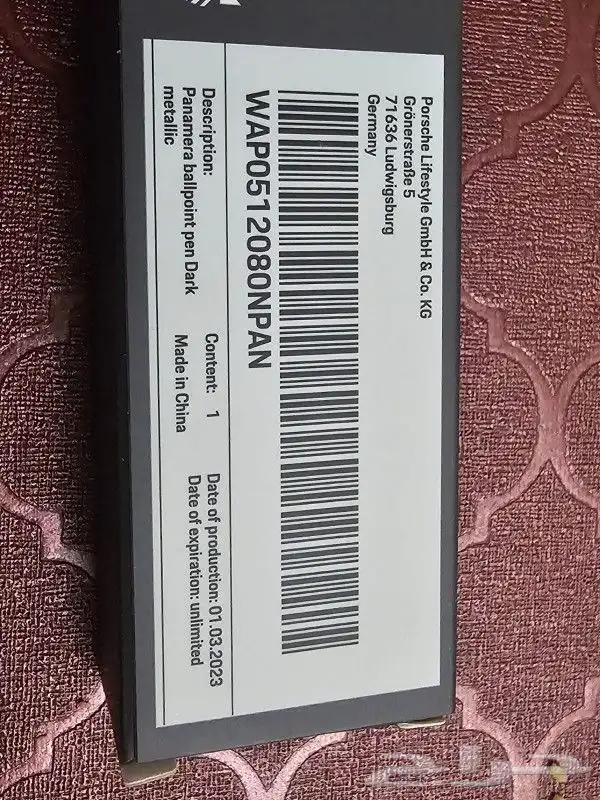 Porsche Lifestyle GmbH & Co. KG
Grönerstraße 5
71636 Ludwigsburg
Germany
WAP0512080NPAN
Description:
Panamera ballpoint pen Dark
metallic
Content: 1
Made in China
Date of production: 01.03.2023
Date of expiration: unlimited